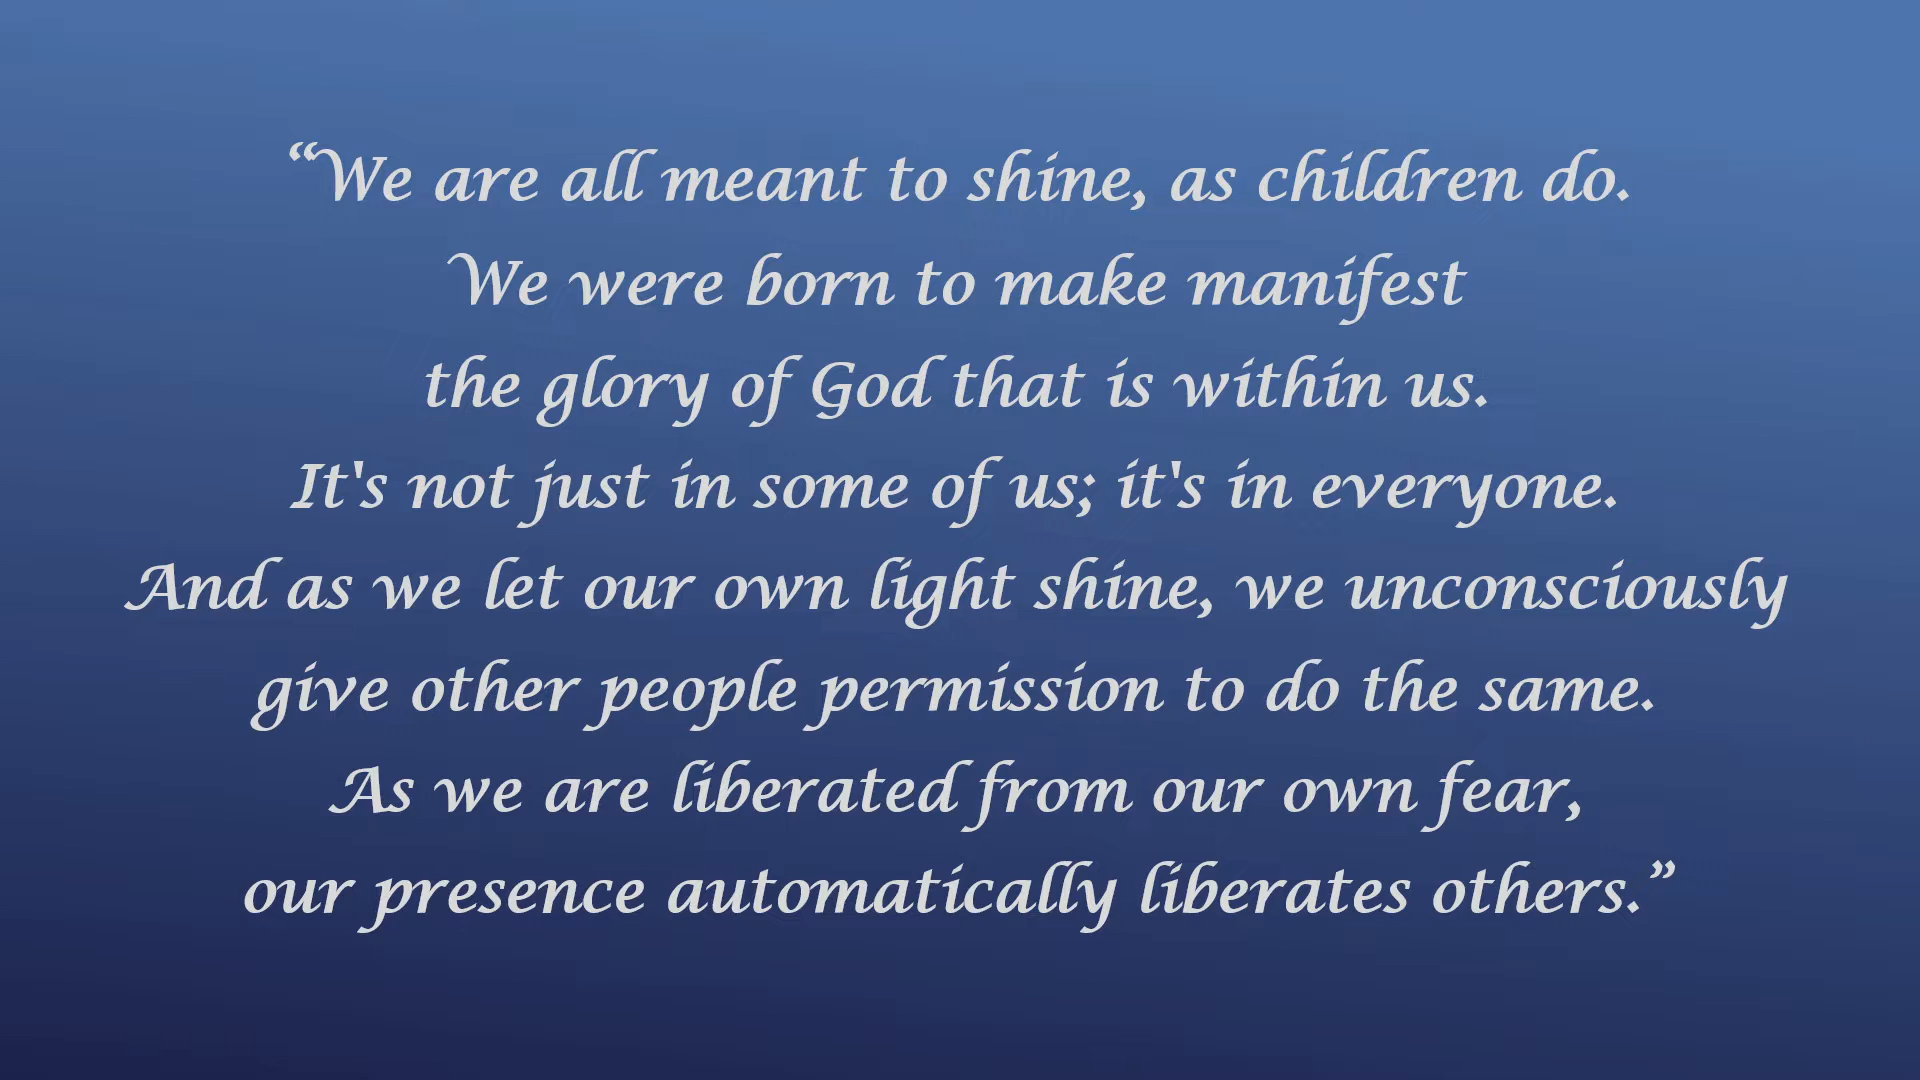 “We are all meant to shine, as children do.
We were born to make manifest
the glory of God that is within us.
It's not just in some of us; it's in everyone.
And as we let our own light shine, we unconsciously
give other people permission to do the same.
As we are liberated from our own fear,
our presence automatically liberates others.”